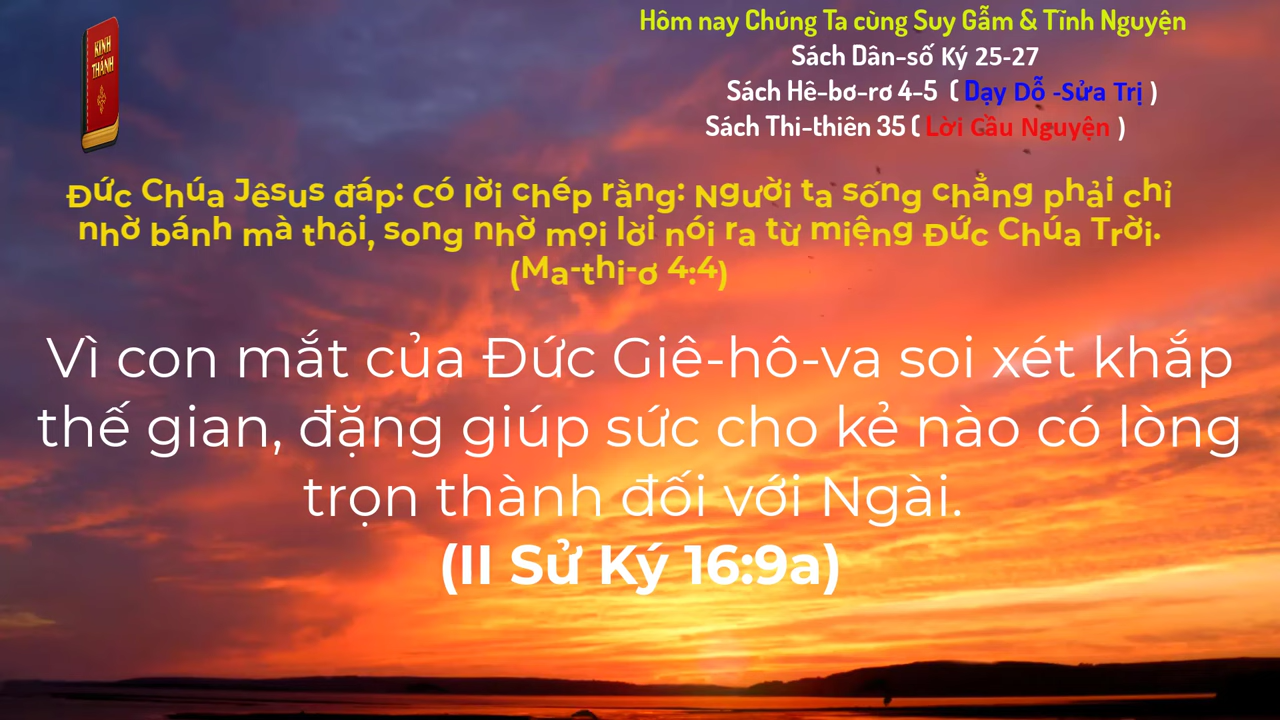 KINH
THÁNH
Hôm nay Chúng Ta cùng Suy Gẫm & Tĩnh Nguyện
Sách Dân-số Ký 25-27
Sách Hê-bơ-rơ 4-5 ( Dạy Dỗ -Sửa Trị )
Sách Thi-thiên 35 ( Lời Cầu Nguyện )
Đức Chúa Jêsus đáp: Có lời chép rằng: Người ta sống chẳng phải chỉ
nhờ bánh mà thôi, song nhờ mọi lời nói ra từ miệng Đức Chúa Trời.
(Ma-thi-ơ 4:4)
Vì con mắt của Đức Giê-hô-va soi xét khắp
thế gian, đặng giúp sức cho kẻ nào có lòng
trọn thành đối với Ngài.
(II Sử Ký 16:9a)